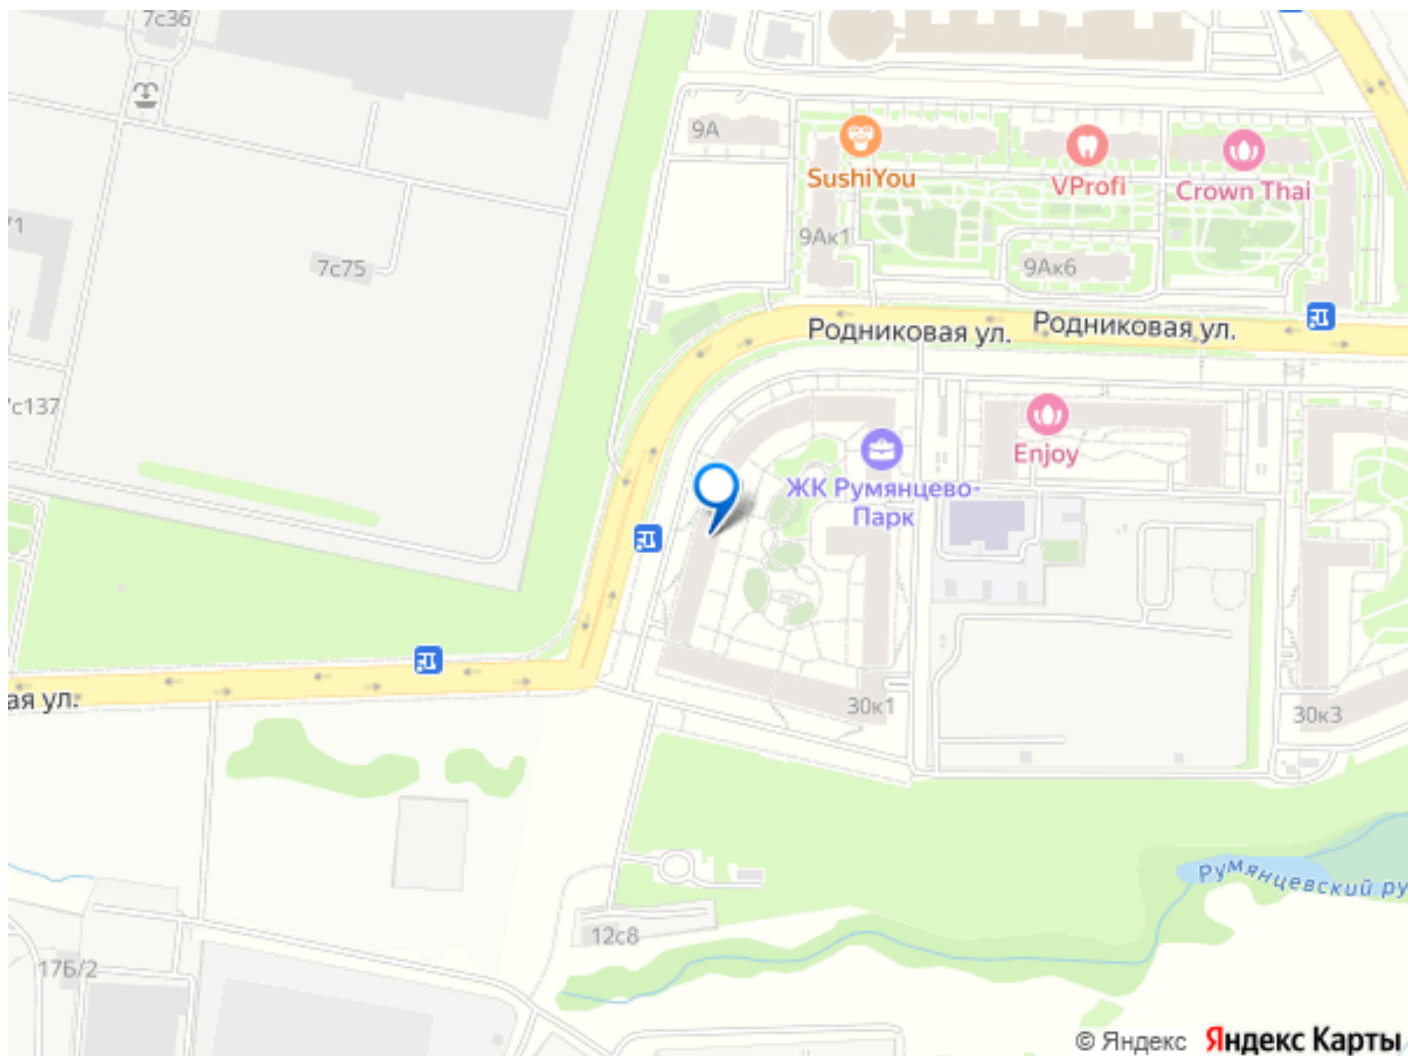 7с36
9А
SushiYou
VProfi
Crown Thai
9Ак1
9Ак6
7с75
Родниковая ул.
Родниковая ул.
7с137
Enjoy
ЖК Румянцево-
Парк
ая ул.
30к1
30к3
Румянцевский ру
12с8
17Б/2
© Яндекс Яндекс Карты